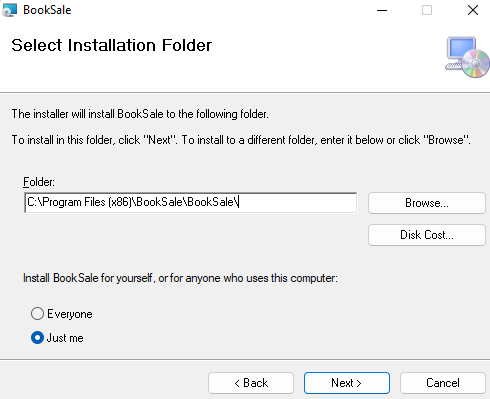 BookSale
Select Installation Folder
The installer will install BookSale to the following folder.
To install in this folder, click "Next". To install to a different folder, enter it below or click "Browse".
Folder:
C:\Program Files (x86)\BookSale\BookSale\
Browse...
Disk Cost...
Install BookSale for yourself, or for anyone who uses this computer:
Everyone
Just me
< Back
Next >
Cancel